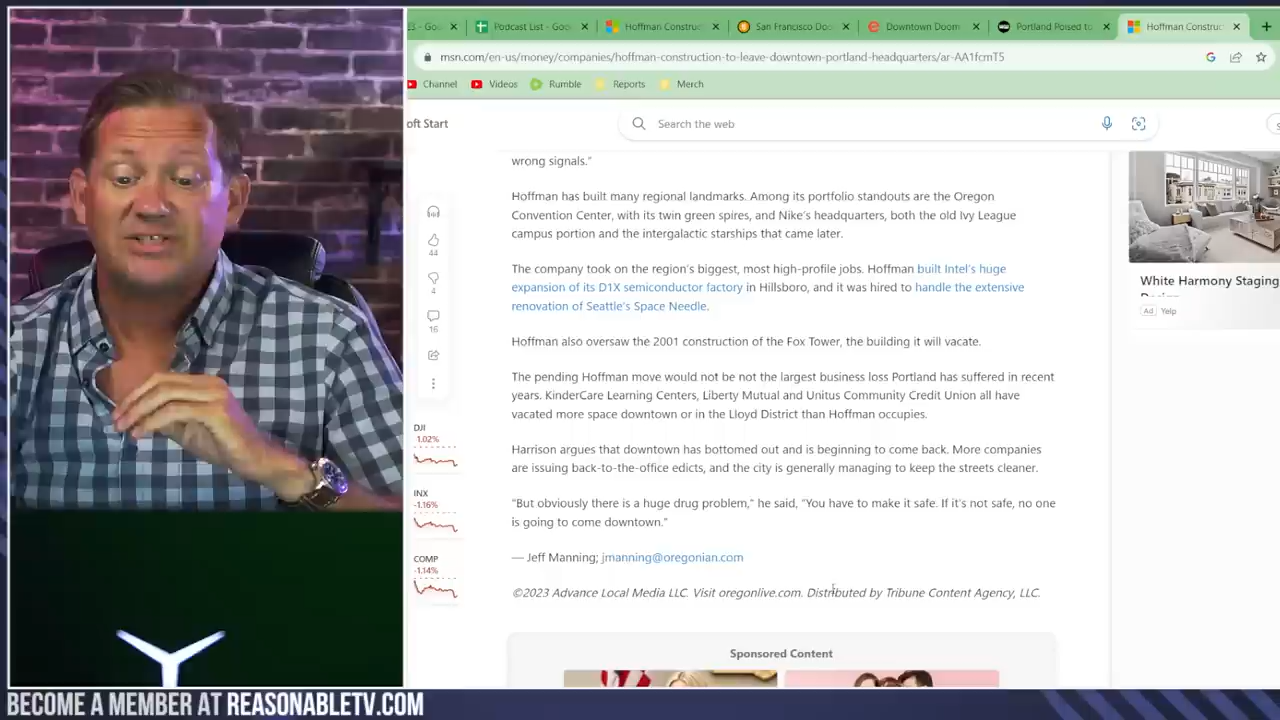 Podcast List - Goo
Hoffman Construc
San Francisco Doo
Downtown Doom
Portland Poised to
Hoffman Construc
msn.com/en-us/money/companies/hoffman-construction-to-leave-downtown-portland-headquarters/ar-AA1fcmT5
Channel
Videos
Rumble
Reports
Merch
oft Start
Search the web
wrong signals."
Hoffman has built many regional landmarks. Among its portfolio standouts are the Oregon
Convention Center, with its twin green spires, and Nike's headquarters, both the old Ivy League
campus portion and the intergalactic starships that came later.
The company took on the region's biggest, most high-profile jobs. Hoffman built Intel's huge
expansion of its D1X semiconductor factory in Hillsboro, and it was hired to handle the extensive
renovation of Seattle's Space Needle.
Hoffman also oversaw the 2001 construction of the Fox Tower, the building it will vacate.
The pending Hoffman move would not be not the largest business loss Portland has suffered in recent
years. KinderCare Learning Centers, Liberty Mutual and Unitus Community Credit Union all have
vacated more space downtown or in the Lloyd District than Hoffman occupies.
Harrison argues that downtown has bottomed out and is beginning to come back. More companies
are issuing back-to-the-office edicts, and the city is generally managing to keep the streets cleaner.
"But obviously there is a huge drug problem," he said, "You have to make it safe. If it's not safe, no one
is going to come downtown."
— Jeff Manning; jmanning@oregonian.com
©2023 Advance Local Media LLC. Visit oregonlive.com. Distributed by Tribune Content Agency, LLC.
Sponsored Content
44
4
16
DJI
-1.02%
INX
-1.16%
COMP
-1.14%
White Harmony Staging
Ad Yelp
BECOME A MEMBER AT REASONABLETV.COM